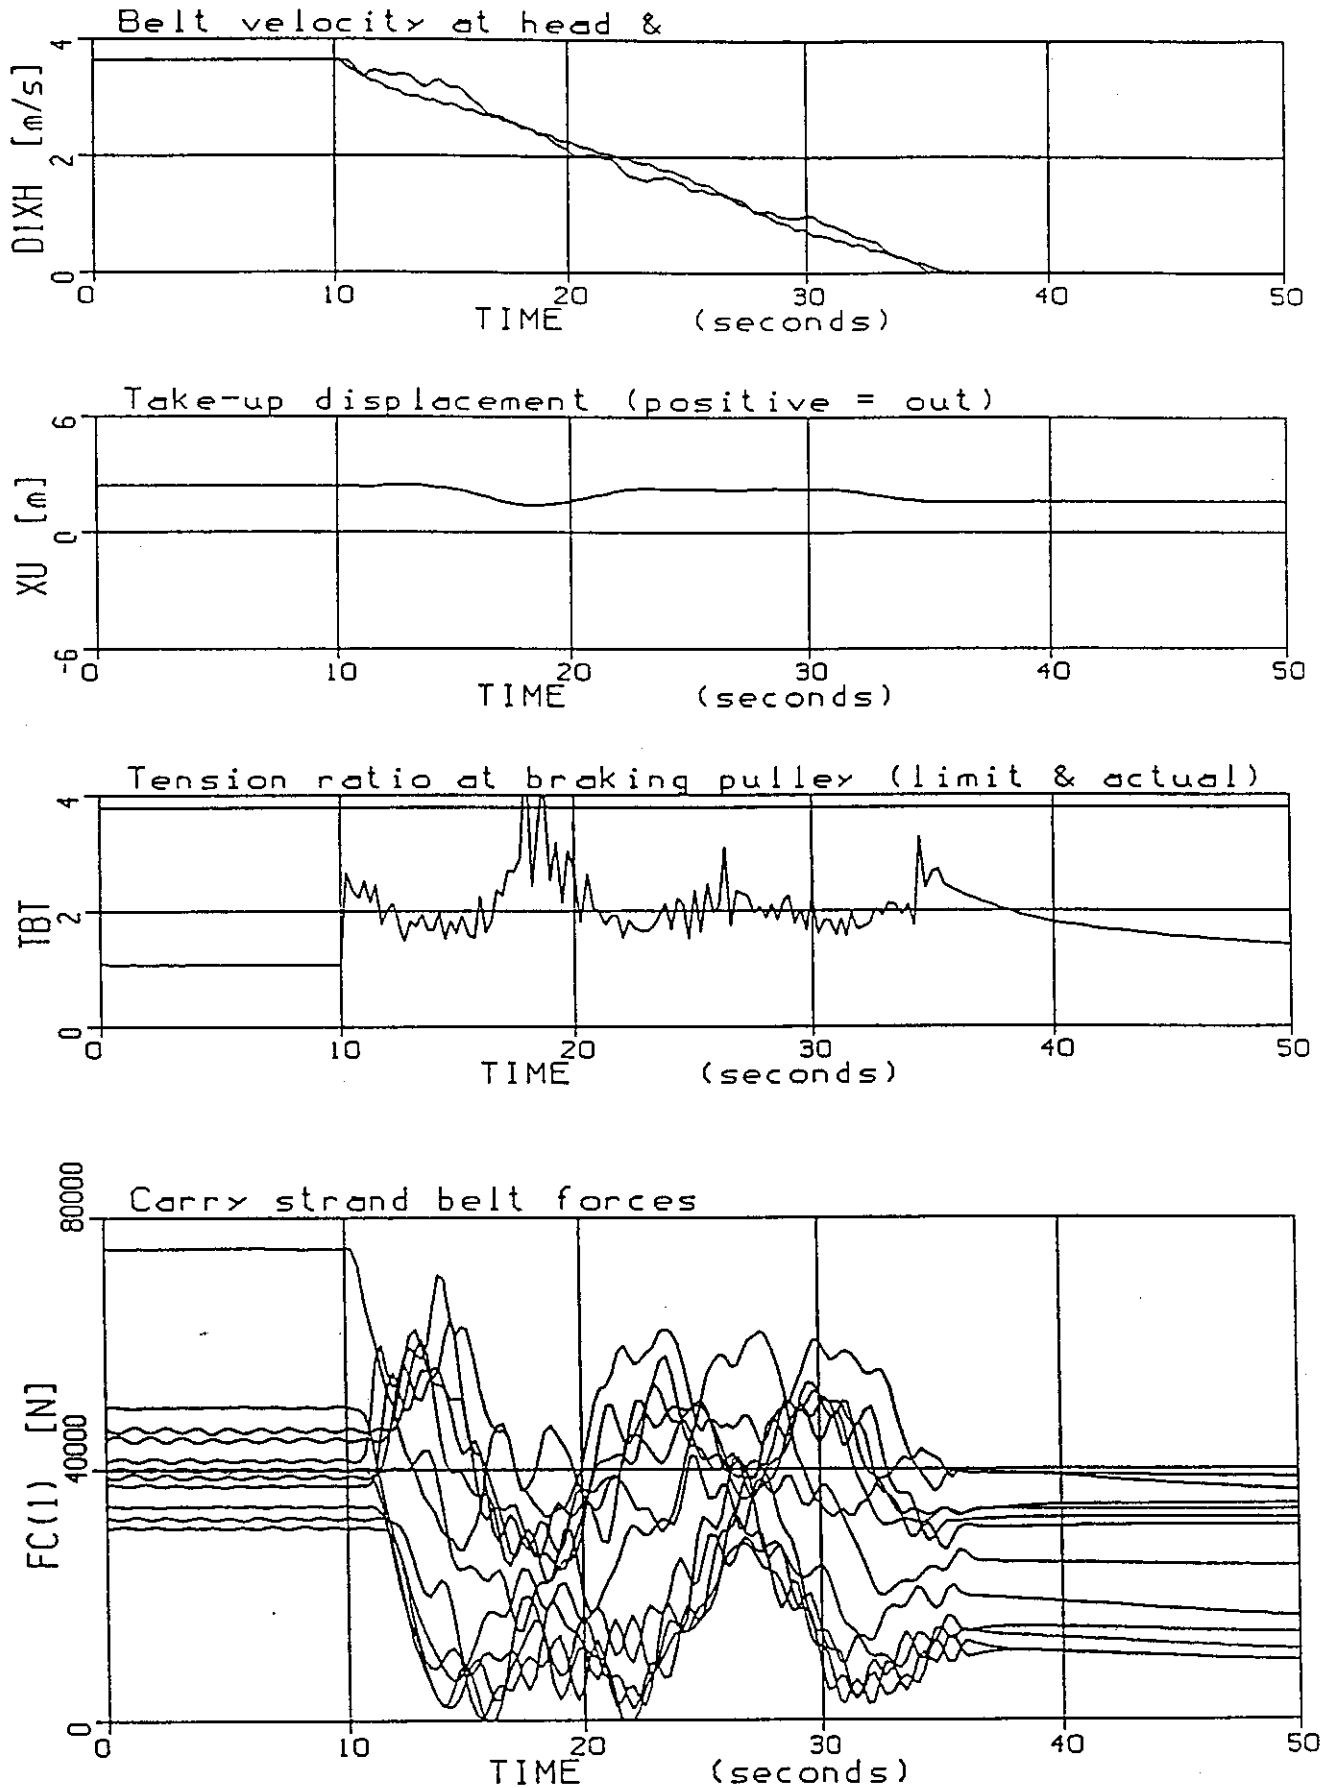 Belt velocity at head &
DIXH [m/s]
4
2
0
0 10 20 30 40 50
TIME (seconds)
Take-up displacement (positive = out)
XU [m]
6
0
-6
0 10 20 30 40 50
TIME (seconds)
Tension ratio at braking pulley (limit & actual)
TBT
4
2
0
0 10 20 30 40 50
TIME (seconds)
Carry strand belt forces
FC(1) [N]
80000
40000
0
0 10 20 30 40 50
TIME (seconds)